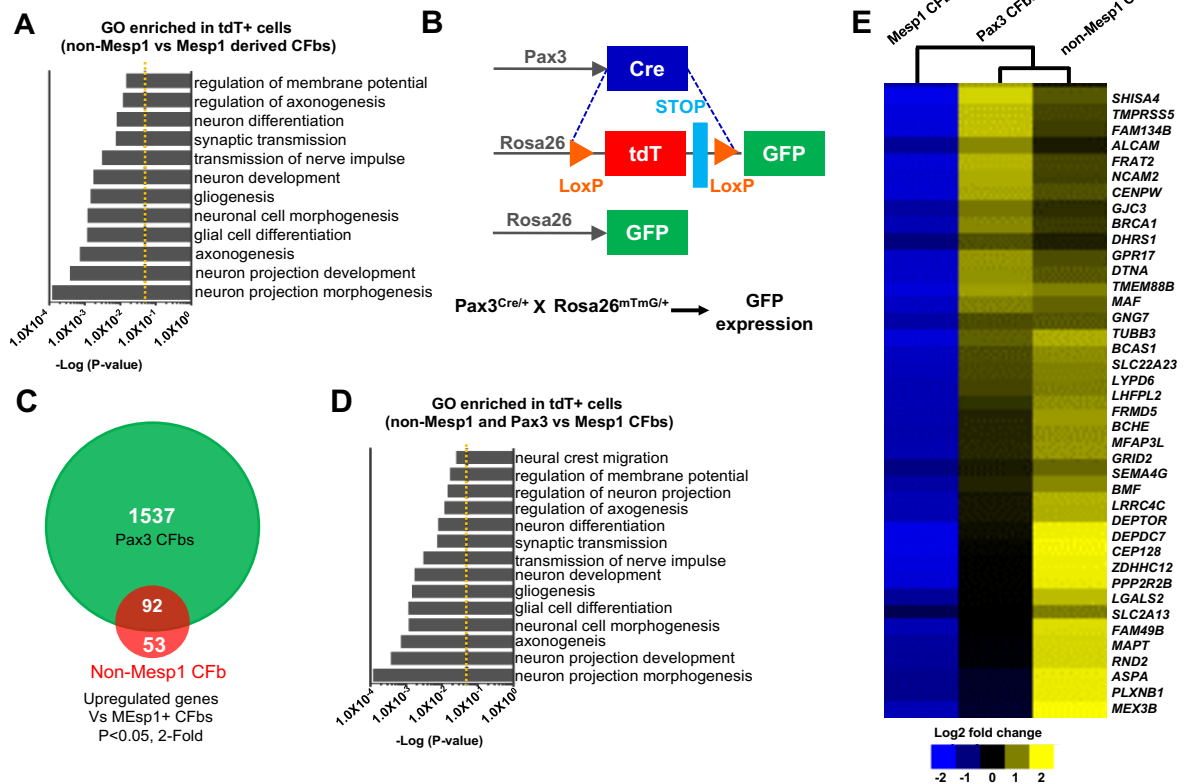 A
GO enriched in tdT+ cells
(non-Mesp1 vs Mesp1 derived CFbs)
regulation of membrane potential
regulation of axonogenesis
neuron differentiation
synaptic transmission
transmission of nerve impulse
neuron development
gliogenesis
neuronal cell morphogenesis
glial cell differentiation
axonogenesis
neuron projection development
neuron projection morphogenesis
1.0X10-4
1.0X10-3
1.0X10-2
1.0X10-1
1.0X100
-Log (P-value)
B
Pax3
Cre
STOP
Rosa26
tdT
GFP
LoxP
LoxP
Rosa26
GFP
Pax3Cre/+ X Rosa26mTmG/+
GFP
expression
C
1537
Pax3 CFbs
92
53
Non-Mesp1 CFb
Upregulated genes
Vs MEsp1+ CFbs
P<0.05, 2-Fold
D
GO enriched in tdT+ cells
(non-Mesp1 and Pax3 vs Mesp1 CFbs)
neural crest migration
regulation of membrane potential
regulation of neuron projection
regulation of axogenesis
neuron differentiation
synaptic transmission
transmission of nerve impulse
neuron development
gliogenesis
glial cell differentiation
neuronal cell morphogenesis
axonogeneis
neuron projection development
neuron projection morphogenesis
1.0X10-4
1.0X10-3
1.0X10-2
1.0X10-1
1.0X100
-Log (P-value)
E
Mesp1
Pax3
non-Mesp1
SHISA4
TMPRSS5
FAM134B
ALCAM
FRAT2
NCAM2
CENPW
GJC3
BRCA1
DHRS1
GPR17
DTNA
TMEM88B
MAF
GNG7
TUBB3
BCAS1
SLC22A23
LYPD6
LHFPL2
FRMD5
BCHE
MFAP3L
GRID2
SEMA4G
BMF
LRRC4C
DEPTOR
DEPDC7
CEP128
ZDHHC12
PPP2R2B
LGALS2
SLC2A13
FAM49B
MAPT
RND2
ASPA
PLXNB1
MEX3B
Log2 fold change
-2 -1 0 1 2